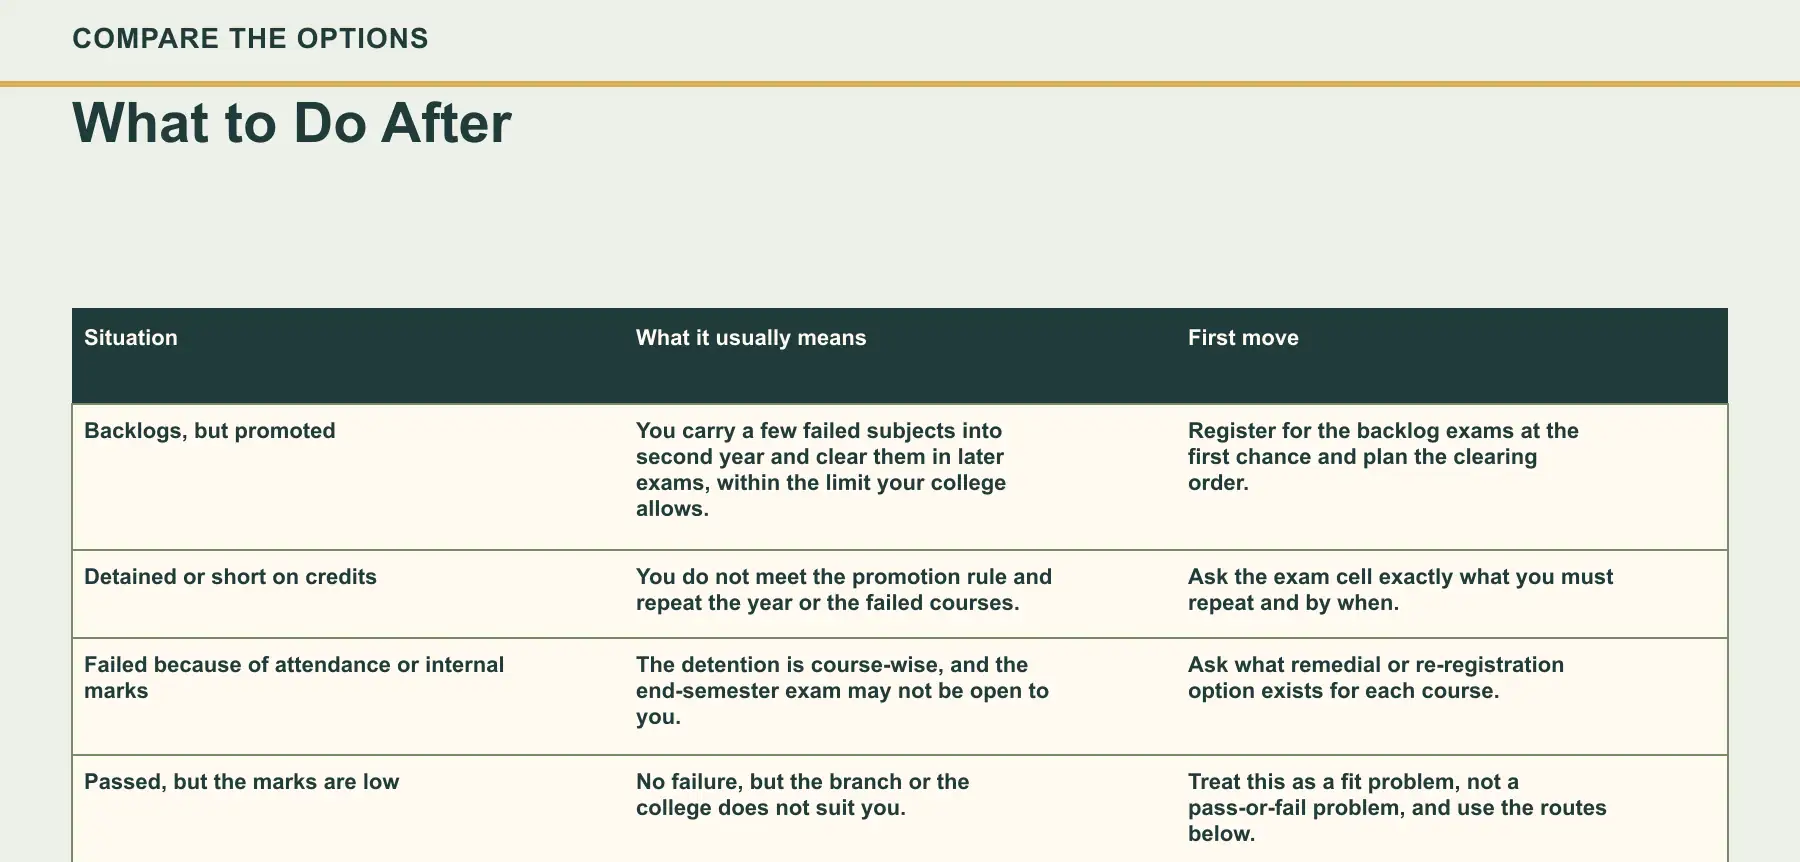 COMPARE THE OPTIONS
What to Do After
Situation
What it usually means
First move
Backlogs, but promoted
You carry a few failed subjects into
second year and clear them in later
exams, within the limit your college
allows.
Register for the backlog exams at the
first chance and plan the clearing
order.
Detained or short on credits
You do not meet the promotion rule and
repeat the year or the failed courses.
Ask the exam cell exactly what you must
repeat and by when.
Failed because of attendance or internal
marks
The detention is course-wise, and the
end-semester exam may not be open to
you.
Ask what remedial or re-registration
option exists for each course.
Passed, but the marks are low
No failure, but the branch or the
college does not suit you.
Treat this as a fit problem, not a
pass-or-fail problem, and use the routes
below.